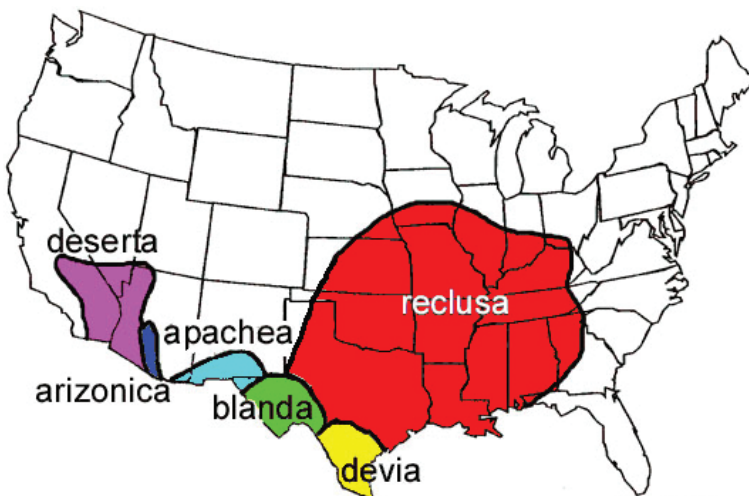 deserta
reclusa
apachea
arizonica
blanda
devia